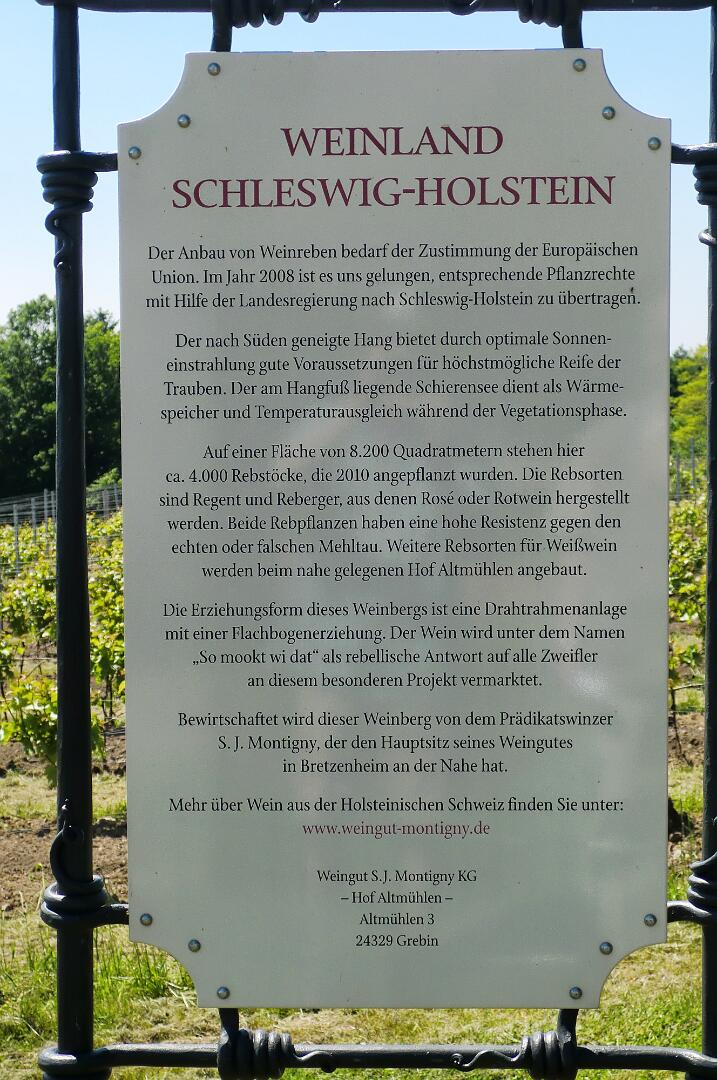 WEINLAND
SCHLESWIG-HOLSTEIN
Der Anbau von Weinreben bedarf der Zustimmung der Europäischen
Union. Im Jahr 2008 ist es uns gelungen, entsprechende Pflanzrechte
mit Hilfe der Landesregierung nach Schleswig-Holstein zu übertragen.
Der nach Süden geneigte Hang bietet durch optimale Sonnen-
einstrahlung gute Voraussetzungen für höchstmögliche Reife der
Trauben. Der am Hangfuß liegende Schierensee dient als Wärme-
speicher und Temperaturausgleich während der Vegetationsphase.
Auf einer Fläche von 8.200 Quadratmetern stehen hier
ca. 4.000 Rebstöcke, die 2010 angepflanzt wurden. Die Rebsorten
sind Regent und Reberger, aus denen Rosé oder Rotwein hergestellt
werden. Beide Rebpflanzen haben eine hohe Resistenz gegen den
echten oder falschen Mehltau. Weitere Rebsorten für Weißwein
werden beim nahe gelegenen Hof Altmühlen angebaut.
Die Erziehungsform dieses Weinbergs ist eine Drahtrahmenanlage
mit einer Flachbogenerziehung. Der Wein wird unter dem Namen
„So mookt wi dat“ als rebellische Antwort auf alle Zweifler
an diesem besonderen Projekt vermarktet.
Bewirtschaftet wird dieser Weinberg von dem Prädikatswinzer
S. J. Montigny, der den Hauptsitz seines Weingutes
in Bretzenheim an der Nahe hat.
Mehr über Wein aus der Holsteinischen Schweiz finden Sie unter:
www.weingut-montigny.de
Weingut S.J. Montigny KG
– Hof Altmühlen –
Altmühlen 3
24329 Grebin